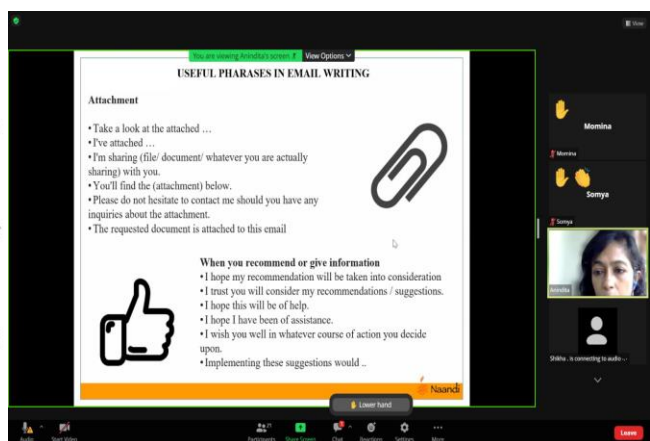 View
You are viewing Anindita's screen
View Options
USEFUL PHARASES IN EMAIL WRITING
Attachment
• Take a look at the attached …
• I've attached …
• I'm sharing (file/ document/ whatever you are actually
sharing) with you.
• You'll find the (attachment) below.
• Please do not hesitate to contact me should you have any
inquiries about the attachment.
• The requested document is attached to this email
When you recommend or give information
• I hope my recommendation will be taken into consideration
• I trust you will consider my recommendations / suggestions.
• I hope this will be of help.
• I hope I have been of assistance.
• I wish you well in whatever course of action you decide
upon.
• Implementing these suggestions would ..
Naandi
Momina
Momina
Somya
Somya
Anindita
Shikha . is connecting to audio ·-·
Lower hand
Audio
Start Video
Participants
Share Screen
Chat
Reactions
Settings
More
Leave